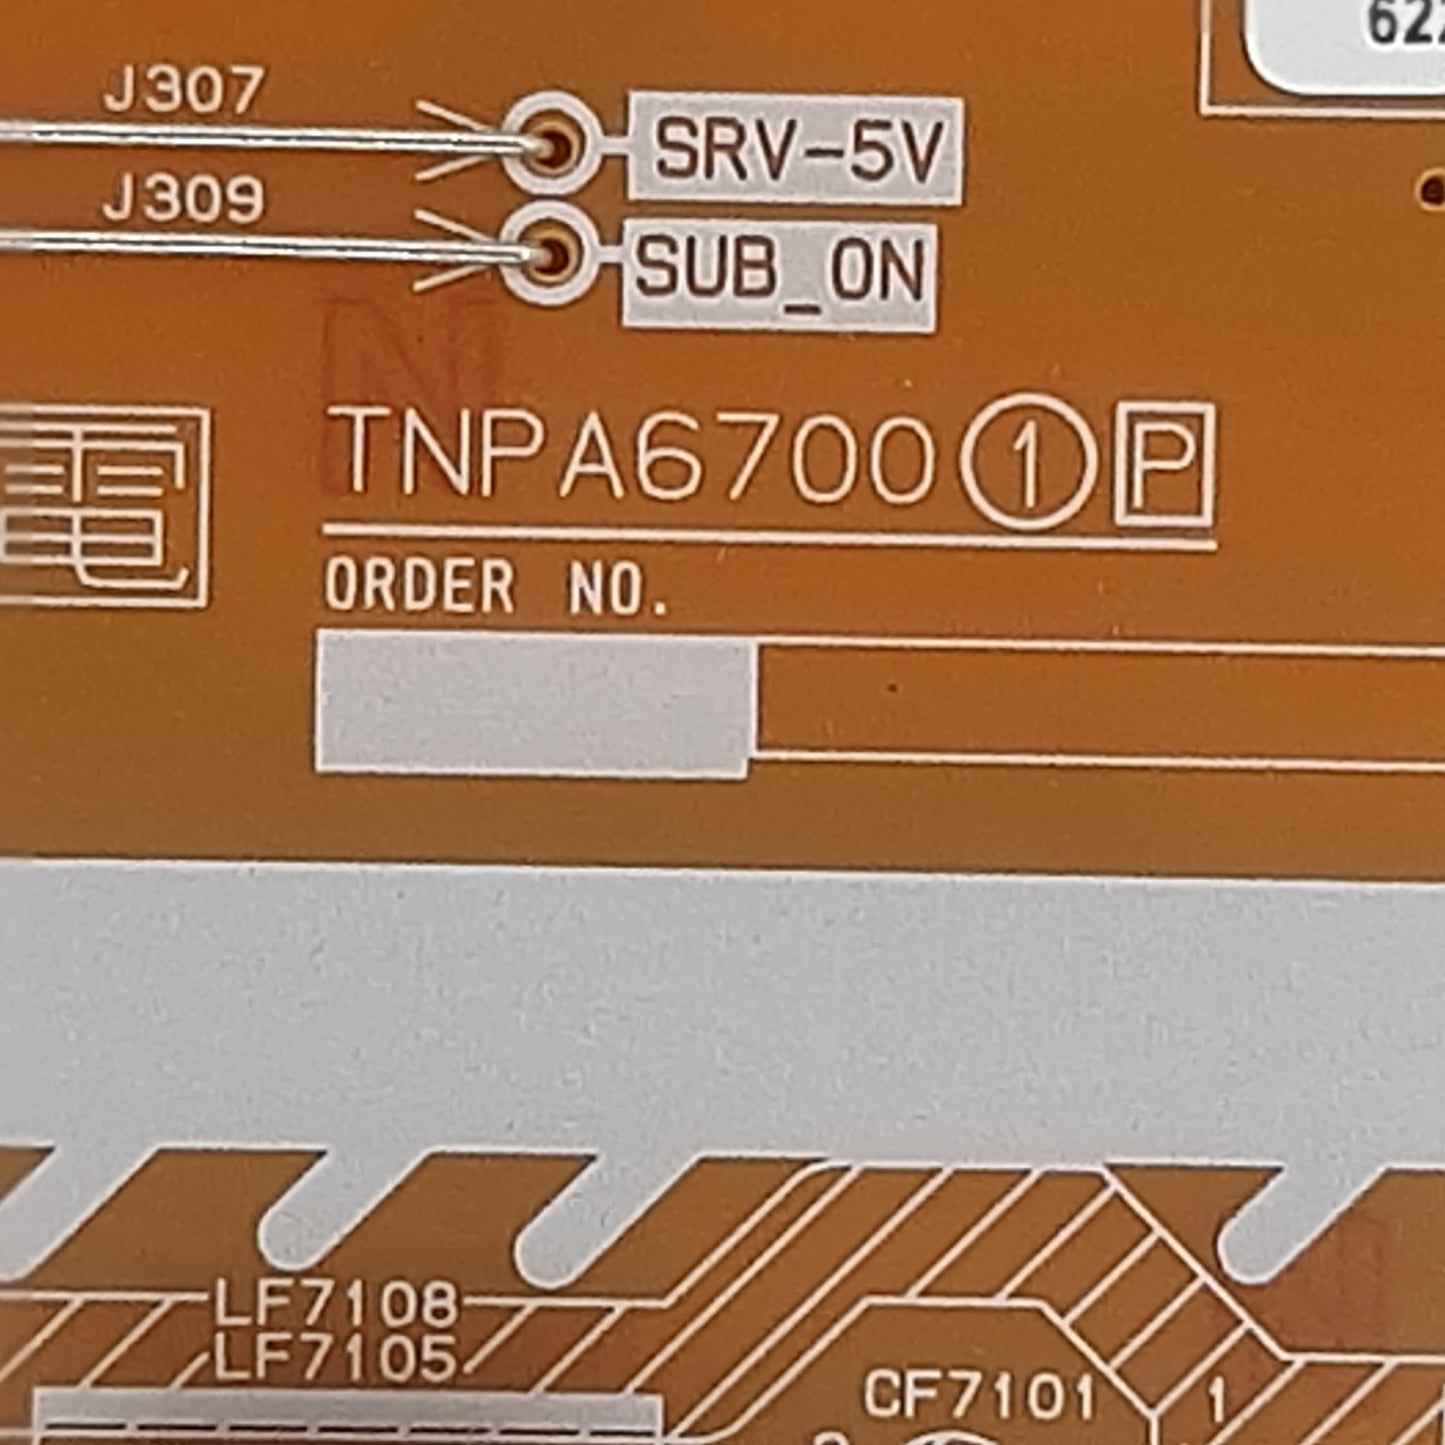 J307
SRV-5V
J309
SUB_ON
電
TNPA6700 1 P
ORDER NO.
LF7108
LF7105
CF7101
1